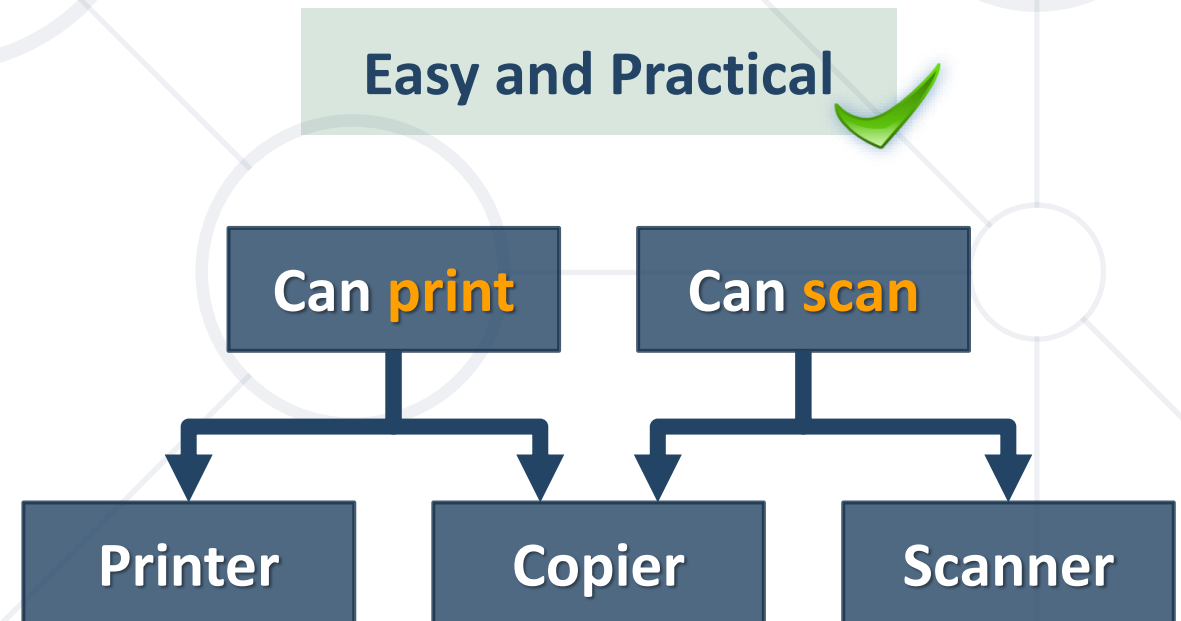 Easy and Practical
Can print
Can scan
Printer
Copier
Scanner